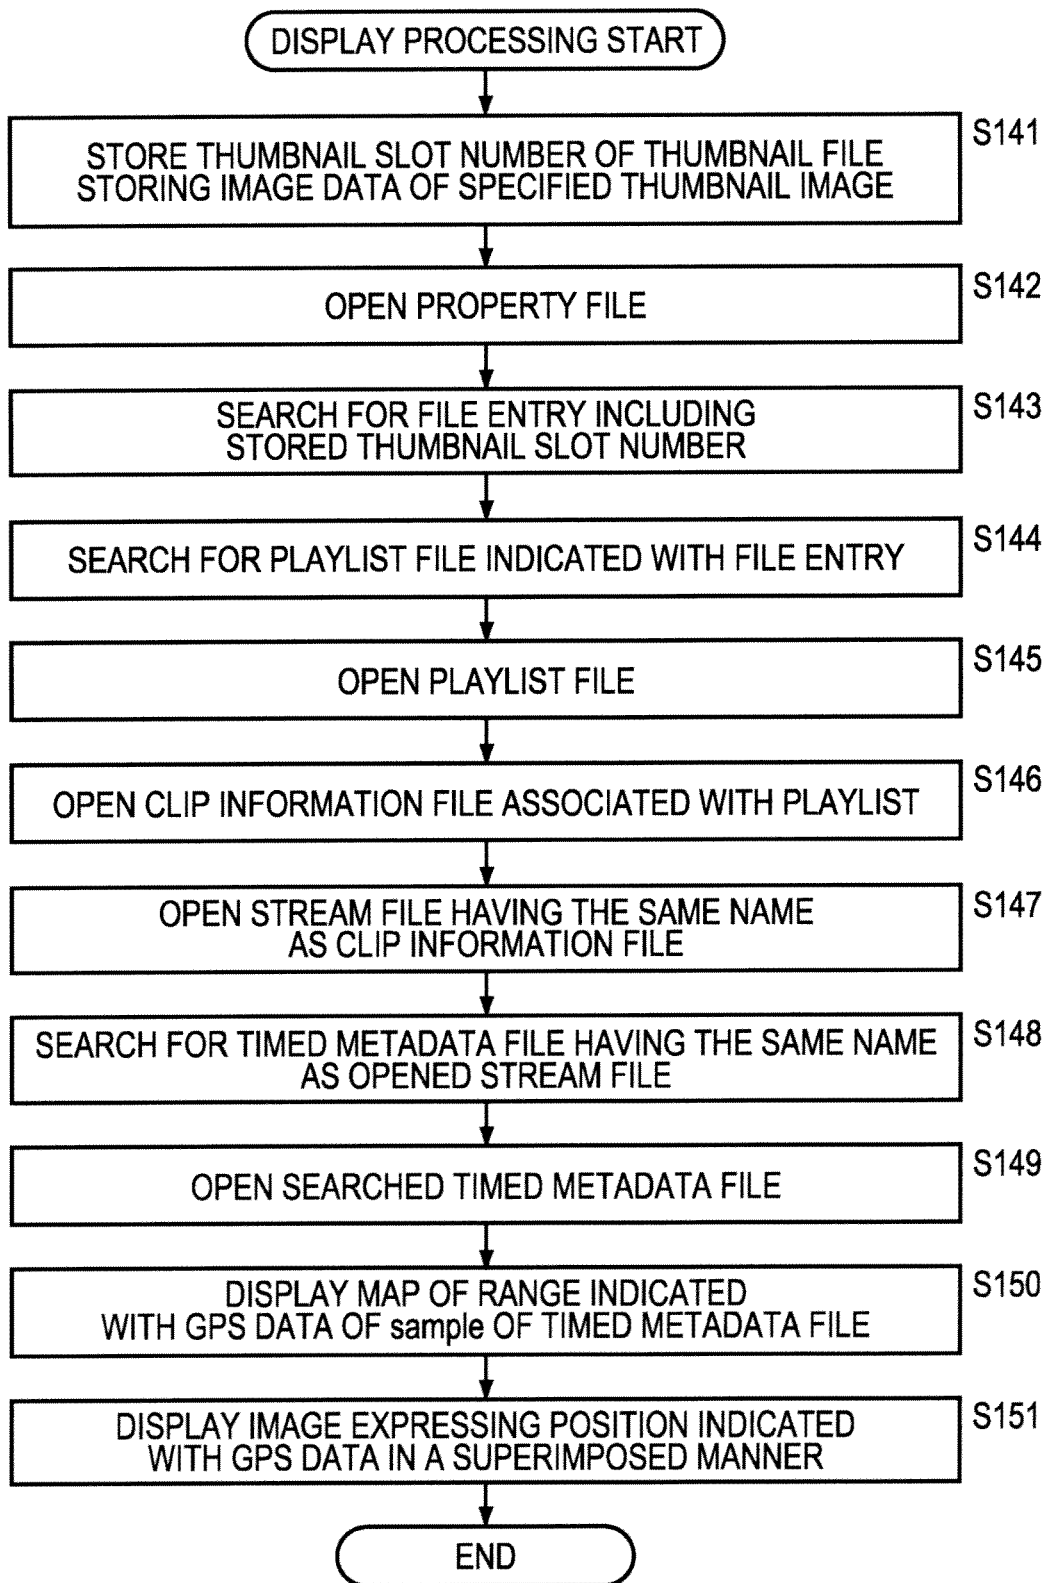 DISPLAY PROCESSING START
S141
STORE THUMBNAIL SLOT NUMBER OF THUMBNAIL FILE
STORING IMAGE DATA OF SPECIFIED THUMBNAIL IMAGE
S142
OPEN PROPERTY FILE
S143
SEARCH FOR FILE ENTRY INCLUDING
STORED THUMBNAIL SLOT NUMBER
S144
SEARCH FOR PLAYLIST FILE INDICATED WITH FILE ENTRY
S145
OPEN PLAYLIST FILE
S146
OPEN CLIP INFORMATION FILE ASSOCIATED WITH PLAYLIST
S147
OPEN STREAM FILE HAVING THE SAME NAME
AS CLIP INFORMATION FILE
S148
SEARCH FOR TIMED METADATA FILE HAVING THE SAME NAME
AS OPENED STREAM FILE
S149
OPEN SEARCHED TIMED METADATA FILE
S150
DISPLAY MAP OF RANGE INDICATED
WITH GPS DATA OF sample OF TIMED METADATA FILE
S151
DISPLAY IMAGE EXPRESSING POSITION INDICATED
WITH GPS DATA IN A SUPERIMPOSED MANNER
END